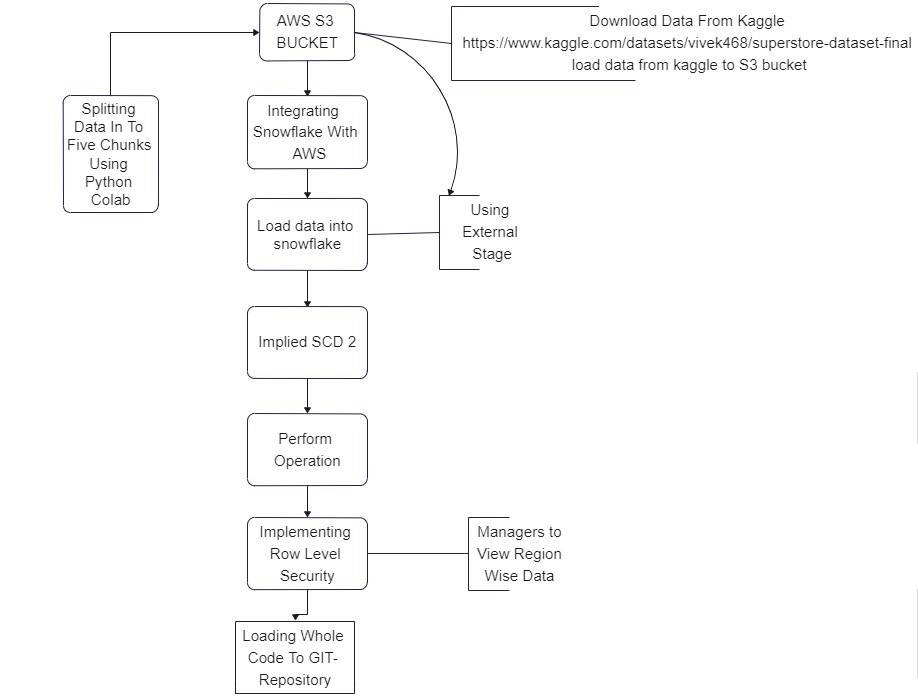 AWS S3
BUCKET
Download Data From Kaggle
https://www.kaggle.com/datasets/vivek468/superstore-dataset-final
load data from kaggle to S3 bucket
Splitting
Data In To
Five Chunks
Using
Python
Colab
Integrating
Snowflake With
AWS
Load data into
snowflake
Using
External
Stage
Implied SCD 2
Perform
Operation
Implementing
Row Level
Security
Managers to
View Region
Wise Data
Loading Whole
Code To GIT-
Repository